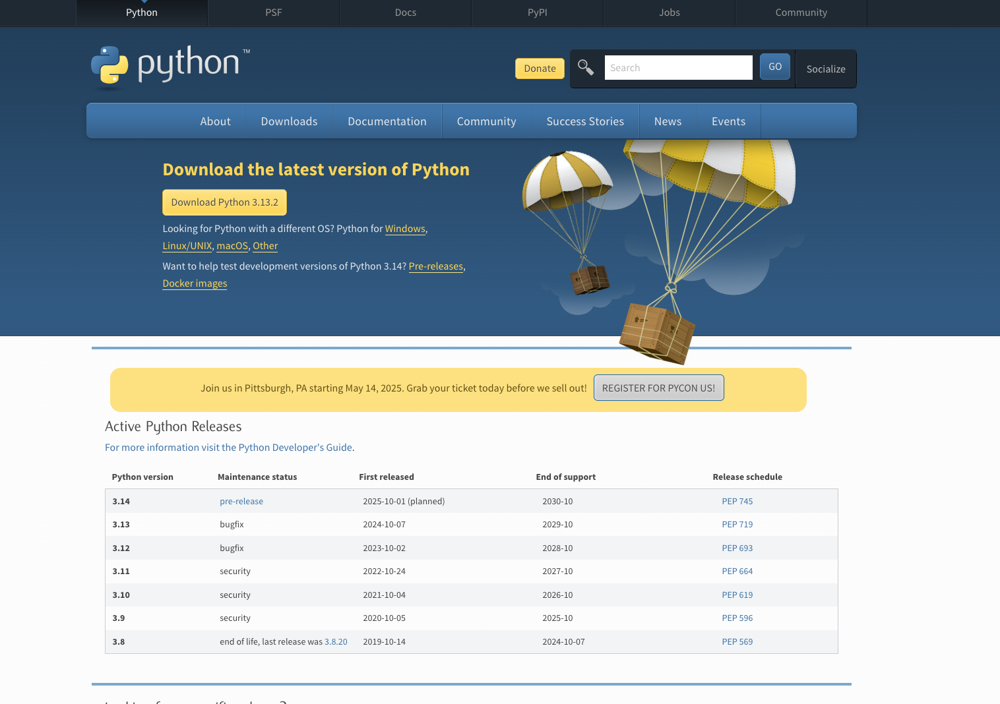 Python PSF Docs PyPI Jobs Community
python™
Donate Search GO Socialize
About Downloads Documentation Community Success Stories News Events
Download the latest version of Python
Download Python 3.13.2
Looking for Python with a different OS? Python for Windows,
Linux/UNIX, macOS, Other
Want to help test development versions of Python 3.14? Pre-releases,
Docker images
Join us in Pittsburgh, PA starting May 14, 2025. Grab your ticket today before we sell out! REGISTER FOR PYCON US!
Active Python Releases
For more information visit the Python Developer's Guide.
Python version Maintenance status First released End of support Release schedule
3.14 pre-release 2025-10-01 (planned) 2030-10 PEP 745
3.13 bugfix 2024-10-07 2029-10 PEP 719
3.12 bugfix 2023-10-02 2028-10 PEP 693
3.11 security 2022-10-24 2027-10 PEP 664
3.10 security 2021-10-04 2026-10 PEP 619
3.9 security 2020-10-05 2025-10 PEP 596
3.8 end of life, last release was 3.8.20 2019-10-14 2024-10-07 PEP 569